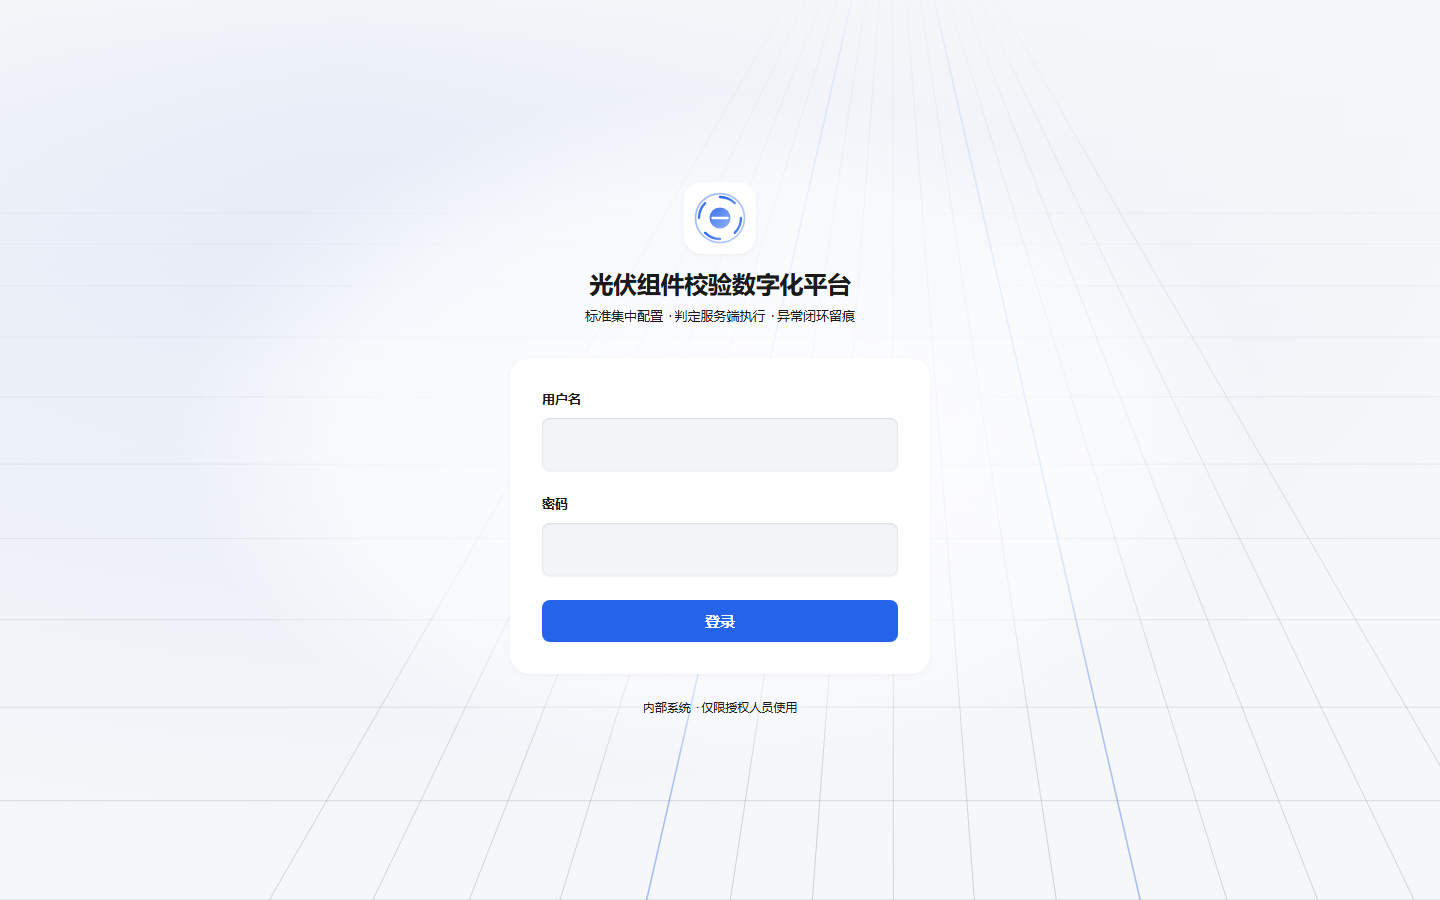 光伏组件校验数字化平台
标准集中配置 · 判定服务端执行 · 异常闭环留痕
用户名
密码
登录
内部系统 · 仅限授权人员使用